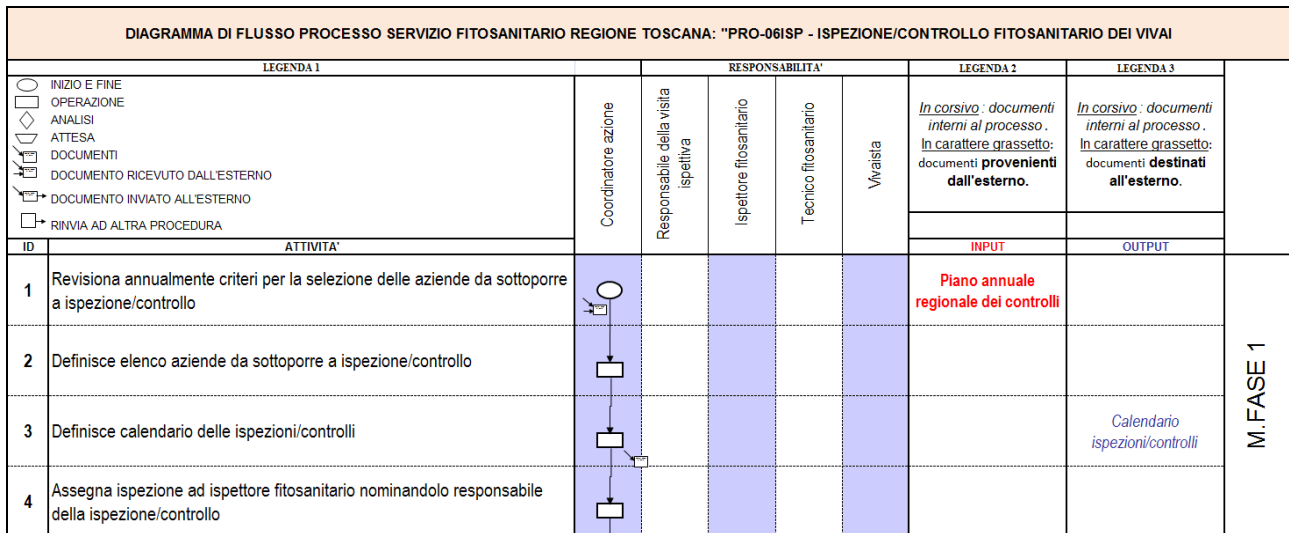 DIAGRAMMA DI FLUSSO PROCESSO SERVIZIO FITOSANITARIO REGIONE TOSCANA: "PRO-06ISP - ISPEZIONE/CONTROLLO FITOSANITARIO DEI VIVAI
LEGENDA 1
RESPONSABILITA'
LEGENDA 2
LEGENDA 3
INIZIO E FINE
OPERAZIONE
ANALISI
ATTESA
DOCUMENTI
DOCUMENTO RICEVUTO DALL'ESTERNO
DOCUMENTO INVIATO ALL'ESTERNO
RINVIA AD ALTRA PROCEDURA
Coordinatore azione
Responsabile della visita
ispettiva
Ispettore fitosanitario
Tecnico fitosanitario
Vivaista
In corsivo : documenti
interni al processo .
In carattere grassetto:
documenti provenienti
dall'esterno.
In corsivo : documenti
interni al processo .
In carattere grassetto:
documenti destinati
all'esterno.
ID
ATTIVITA'
INPUT
OUTPUT
1
Revisiona annualmente criteri per la selezione delle aziende da sottoporre
a ispezione/controllo
Piano annuale
regionale dei controlli
2
Definisce elenco aziende da sottoporre a ispezione/controllo
3
Definisce calendario delle ispezioni/controlli
Calendario
ispezioni/controlli
4
Assegna ispezione ad ispettore fitosanitario nominandolo responsabile
della ispezione/controllo
M.FASE 1